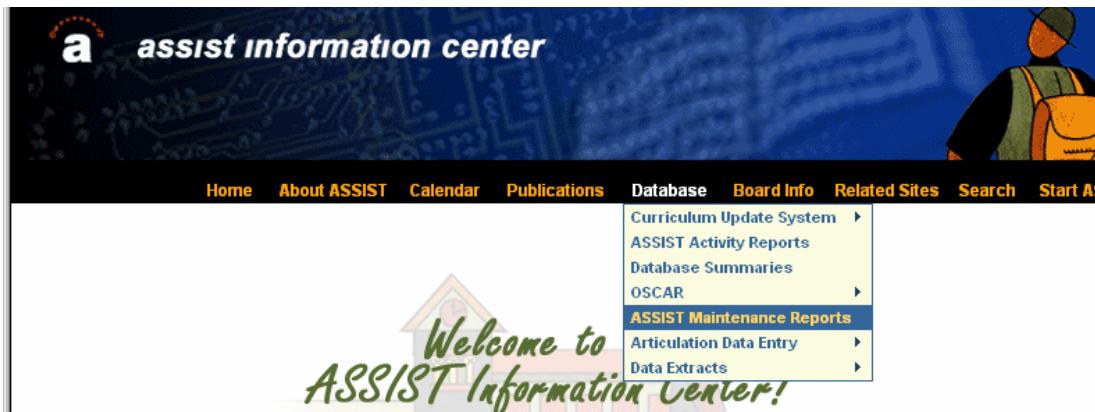 a assist information center
Home About ASSIST Calendar Publications Database Board Info Related Sites Search Start A
Curriculum Update System
ASSIST Activity Reports
Database Summaries
OSCAR
ASSIST Maintenance Reports
Articulation Data Entry
Data Extracts
Welcome to
ASSIST Information Center!